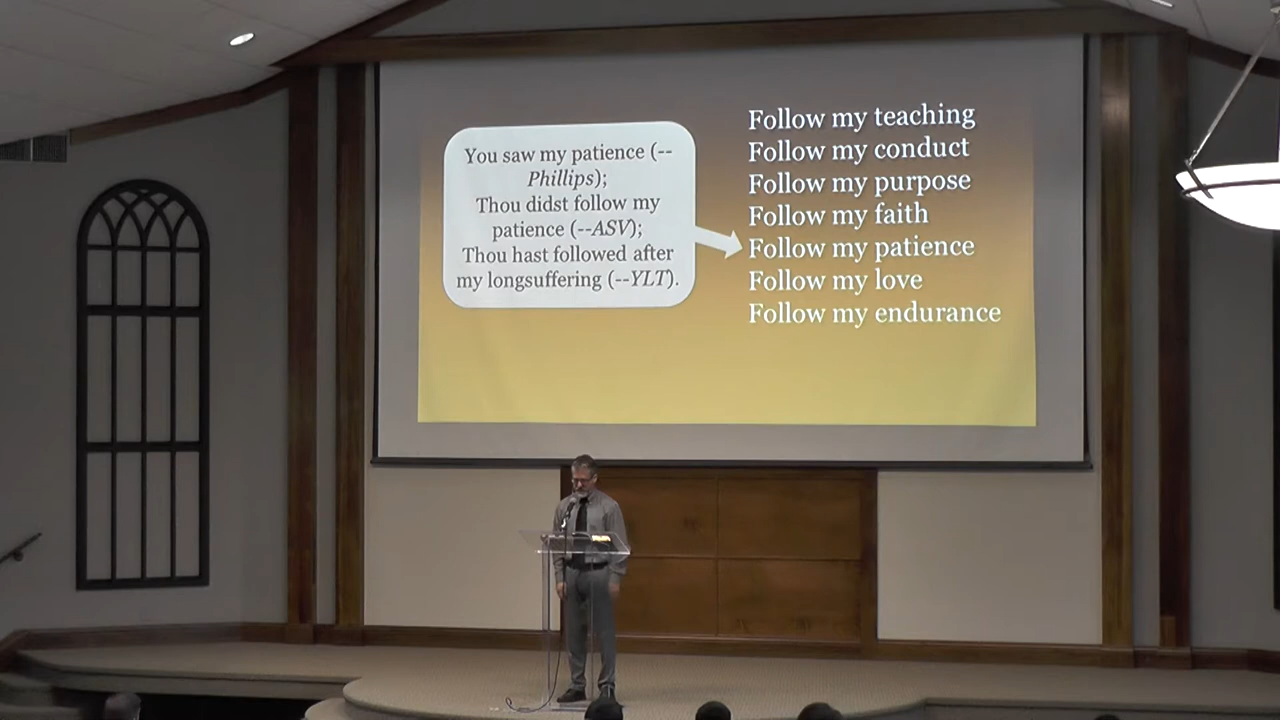 You saw my patience (--
Phillips);
Thou didst follow my
patience (--ASV);
Thou hast followed after
my longsuffering (--YLT).
Follow my teaching
Follow my conduct
Follow my purpose
Follow my faith
Follow my patience
Follow my love
Follow my endurance